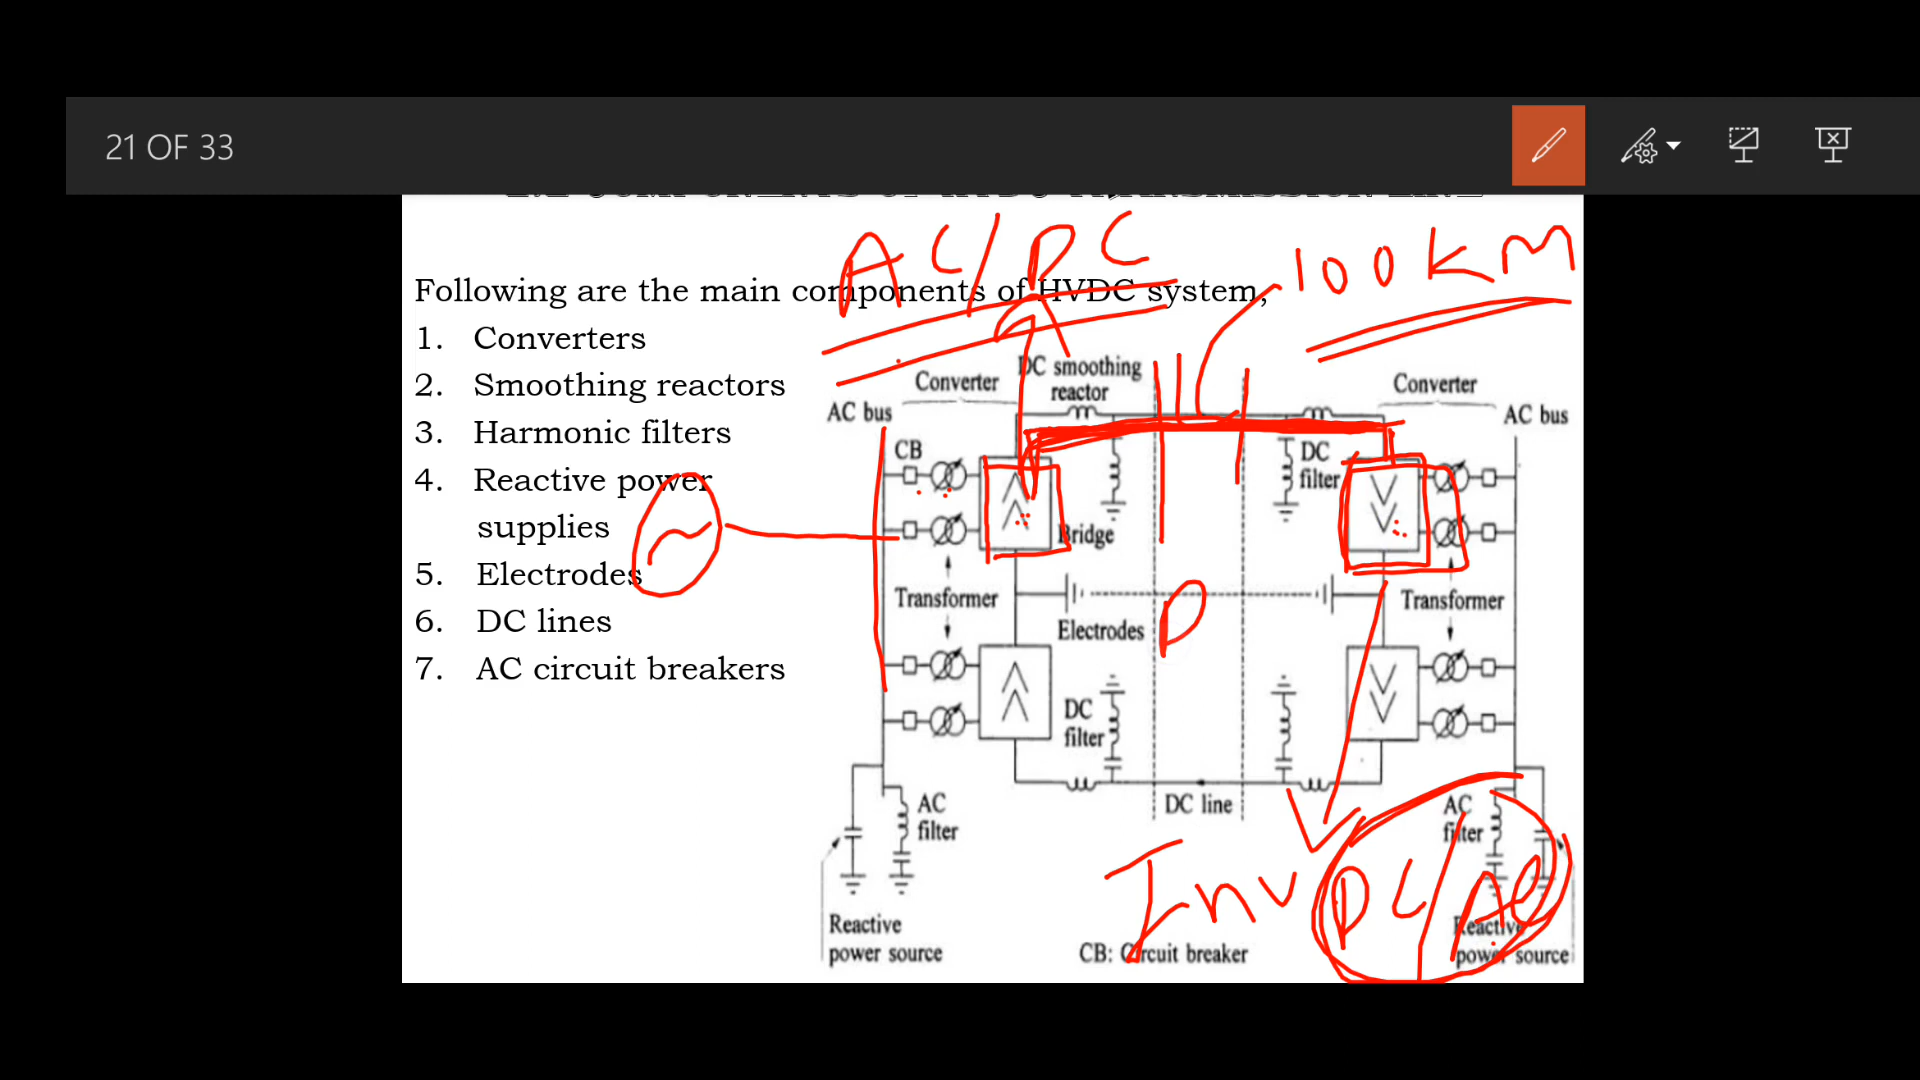 21 OF 33
AC/DC
100KM
Following are the main components of HVDC system,
1. Converters
2. Smoothing reactors
3. Harmonic filters
4. Reactive power
supplies
5. Electrodes
6. DC lines
7. AC circuit breakers
Converter
DC smoothing
reactor
Converter
AC bus
AC bus
CB
DC
filter
Bridge
Transformer
Transformer
Electrodes
D
DC
filter
AC
filter
DC line
AC
filter
Inv
DC/AC
Reactive
power source
CB: Circuit breaker
Reactive
power source